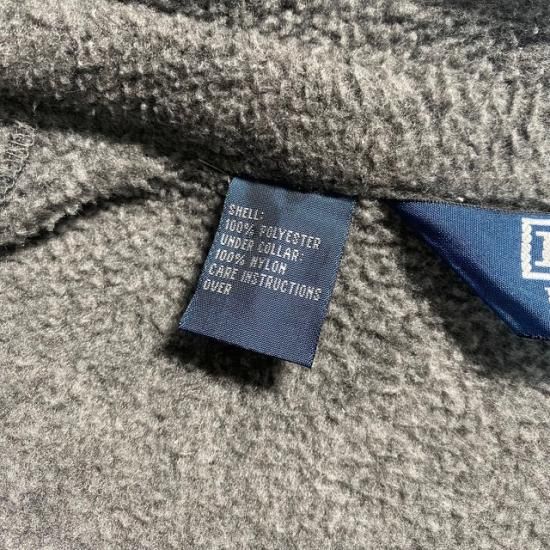 SHELL:
100% POLYESTER
UNDER COLLAR:
100% NYLON
CARE INSTRUCTIONS
OVER